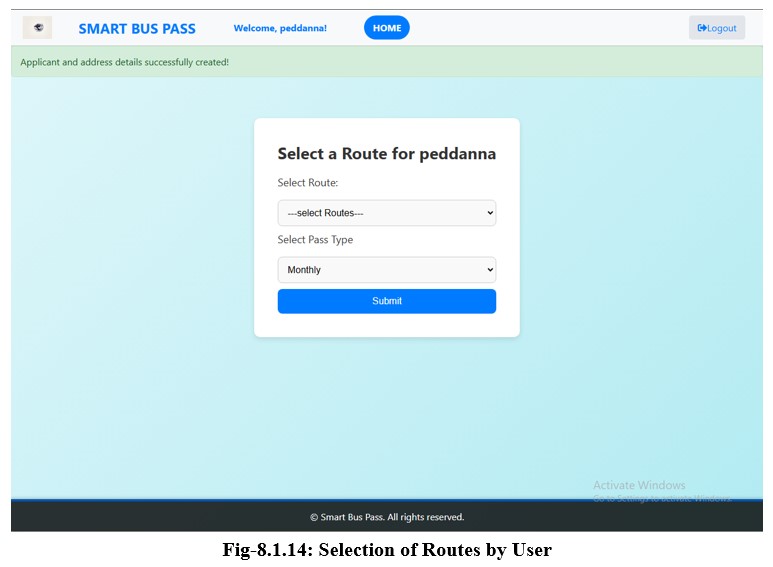 SMART BUS PASS Welcome, peddanna! HOME Logout
Applicant and address details successfully created!
Select a Route for peddanna
Select Route:
---select Routes---
Select Pass Type
Monthly
Submit
Activate Windows
Go to Settings to activate Windows.
© Smart Bus Pass. All rights reserved.
Fig-8.1.14: Selection of Routes by User